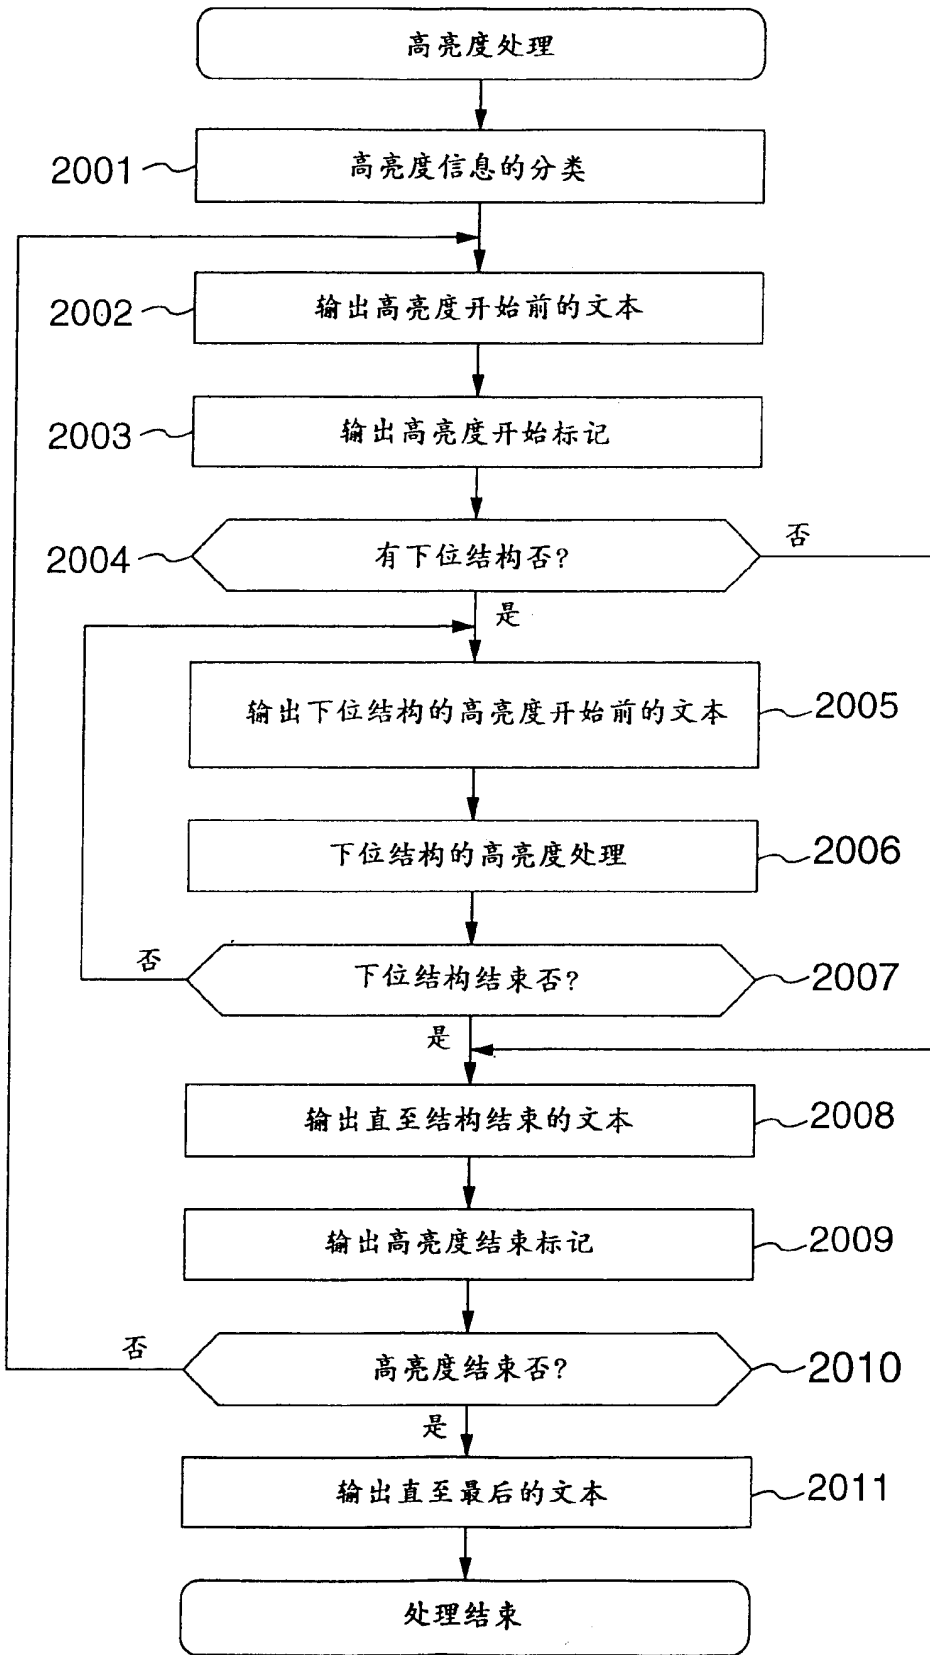 高亮度处理
2001 高亮度信息的分类
2002 输出高亮度开始前的文本
2003 输出高亮度开始标记
2004 有下位结构否?
否
是
输出下位结构的高亮度开始前的文本 2005
下位结构的高亮度处理 2006
下位结构结束否? 2007
否
是
输出直至结构结束的文本 2008
输出高亮度结束标记 2009
高亮度结束否? 2010
否
是
输出直至最后的文本 2011
处理结束